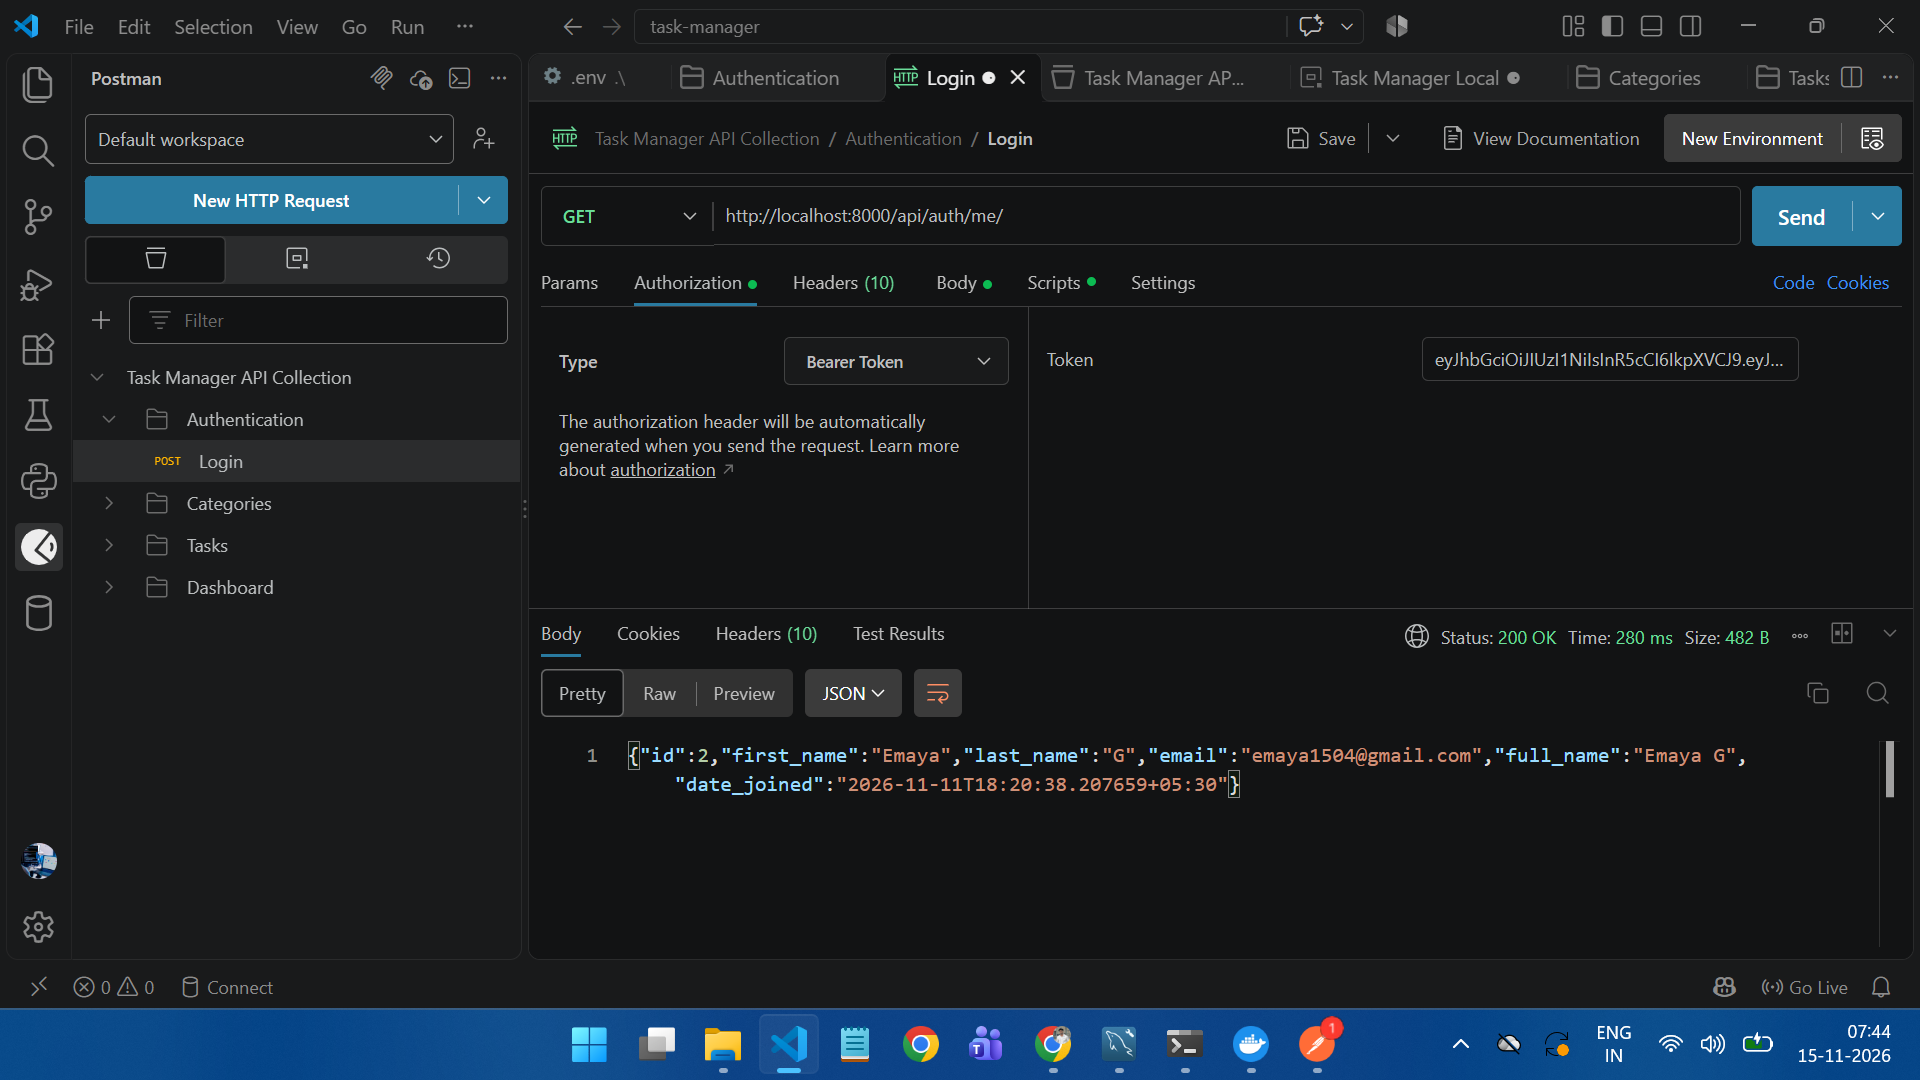 File Edit Selection View Go Run
task-manager
Postman
Default workspace
New HTTP Request
Filter
Task Manager API Collection
Authentication
POST Login
Categories
Tasks
Dashboard
.env .\
Authentication
HTTP Login
Task Manager AP...
Task Manager Local
Categories
Tasks
HTTP Task Manager API Collection / Authentication / Login
Save
View Documentation
New Environment
GET http://localhost:8000/api/auth/me/
Send
Params Authorization Headers (10) Body Scripts Settings
Code Cookies
Type Bearer Token
The authorization header will be automatically
generated when you send the request. Learn more
about authorization
Token eyJhbGciOiJIUzI1NiIsInR5cCI6IkpXVCJ9.eyJ...
Body Cookies Headers (10) Test Results
Status: 200 OK Time: 280 ms Size: 482 B
Pretty Raw Preview JSON
1 {"id":2,"first_name":"Emaya","last_name":"G","email":"emaya1504@gmail.com","full_name":"Emaya G",
"date_joined":"2026-11-11T18:20:38.207659+05:30"}
0 0 Connect
Go Live
T
1
ENG
IN
07:44
15-11-2026